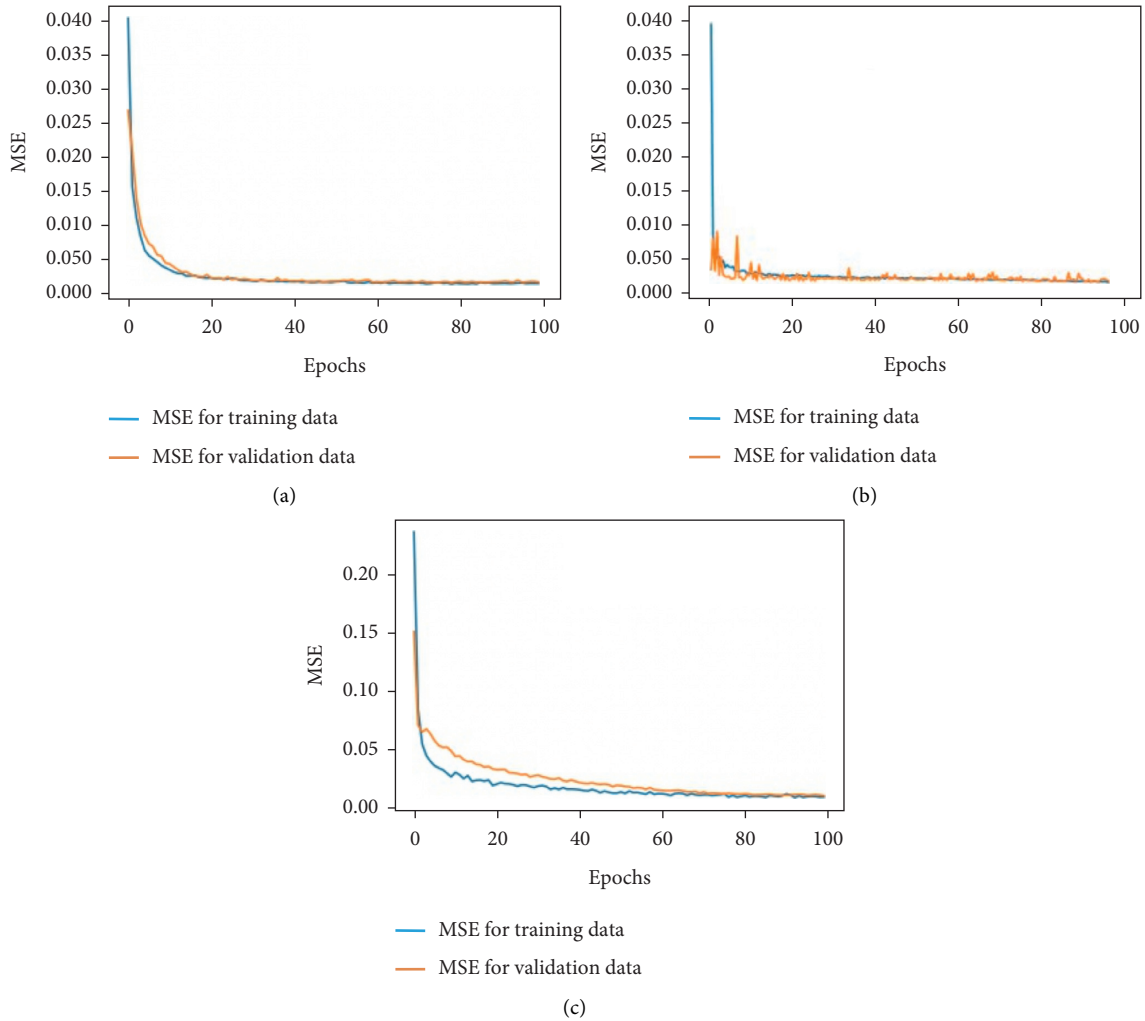 0.040
0.035
0.030
0.025
0.020
0.015
0.010
0.050
0.000
MSE
0 20 40 60 80 100
Epochs
MSE for training data
MSE for validation data
(a)
0.040
0.035
0.030
0.025
0.020
0.015
0.010
0.050
0.000
MSE
0 20 40 60 80 100
Epochs
MSE for training data
MSE for validation data
(b)
0.20
0.15
0.10
0.05
0.00
MSE
0 20 40 60 80 100
Epochs
MSE for training data
MSE for validation data
(c)